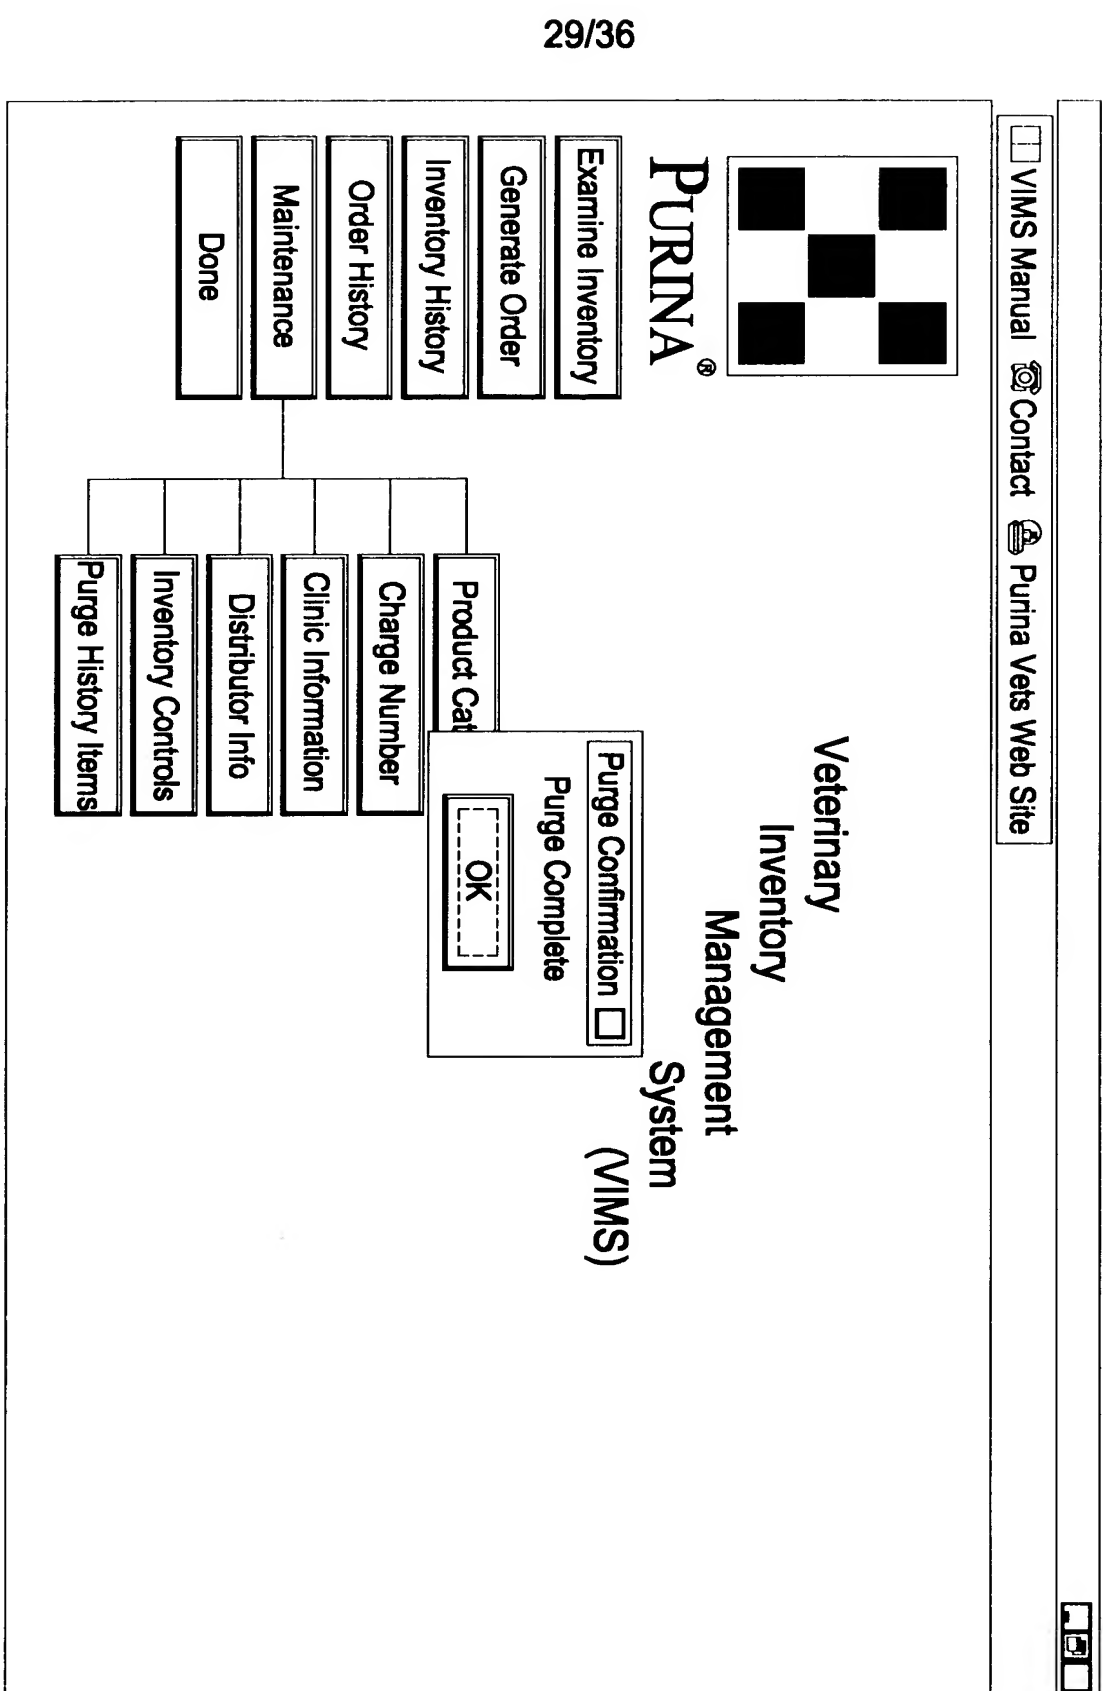 29/36
VIMS Manual Contact Purina Vets Web Site
PURINA®
Veterinary
Inventory
Management
System
(VIMS)
Examine Inventory
Generate Order
Inventory History
Order History
Maintenance
Done
Product Cat
Charge Number
Clinic Information
Distributor Info
Inventory Controls
Purge History Items
Purge Confirmation
Purge Complete
OK